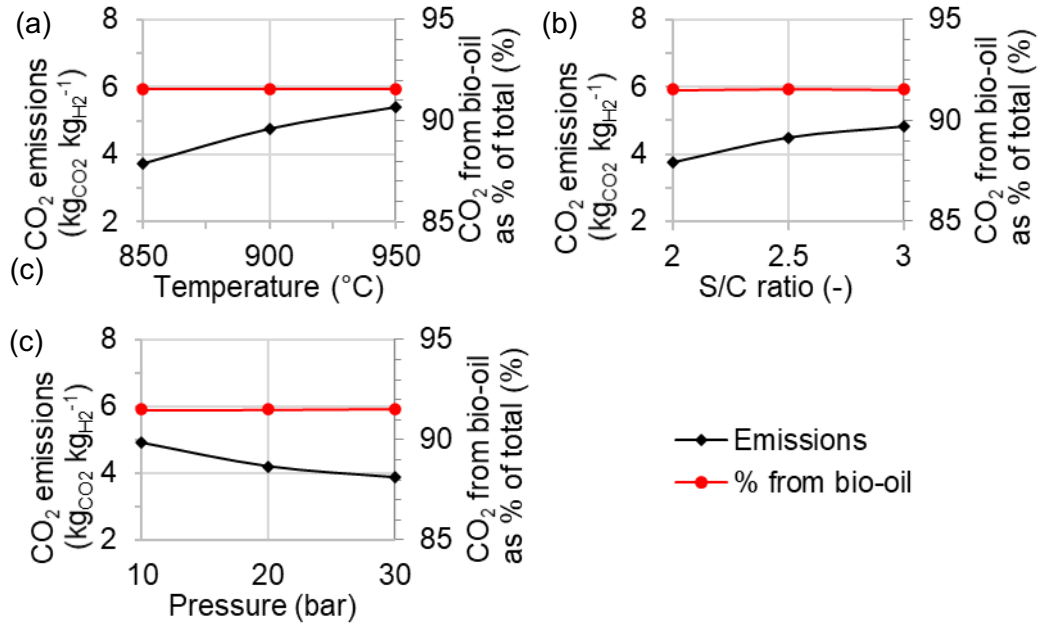 (a)
CO2 emissions
(kgCO2 kgH2-1)
8
6
4
2
95
90
85
CO2 from bio-oil
as % of total (%)
850
900
950
Temperature (°C)
(b)
CO2 emissions
(kgCO2 kgH2-1)
8
6
4
2
95
90
85
CO2 from bio-oil
as % of total (%)
2
2.5
3
S/C ratio (-)
(c)
(c)
CO2 emissions
(kgCO2 kgH2-1)
8
6
4
2
95
90
85
CO2 from bio-oil
as % of total (%)
10
20
30
Pressure (bar)
Emissions
% from bio-oil